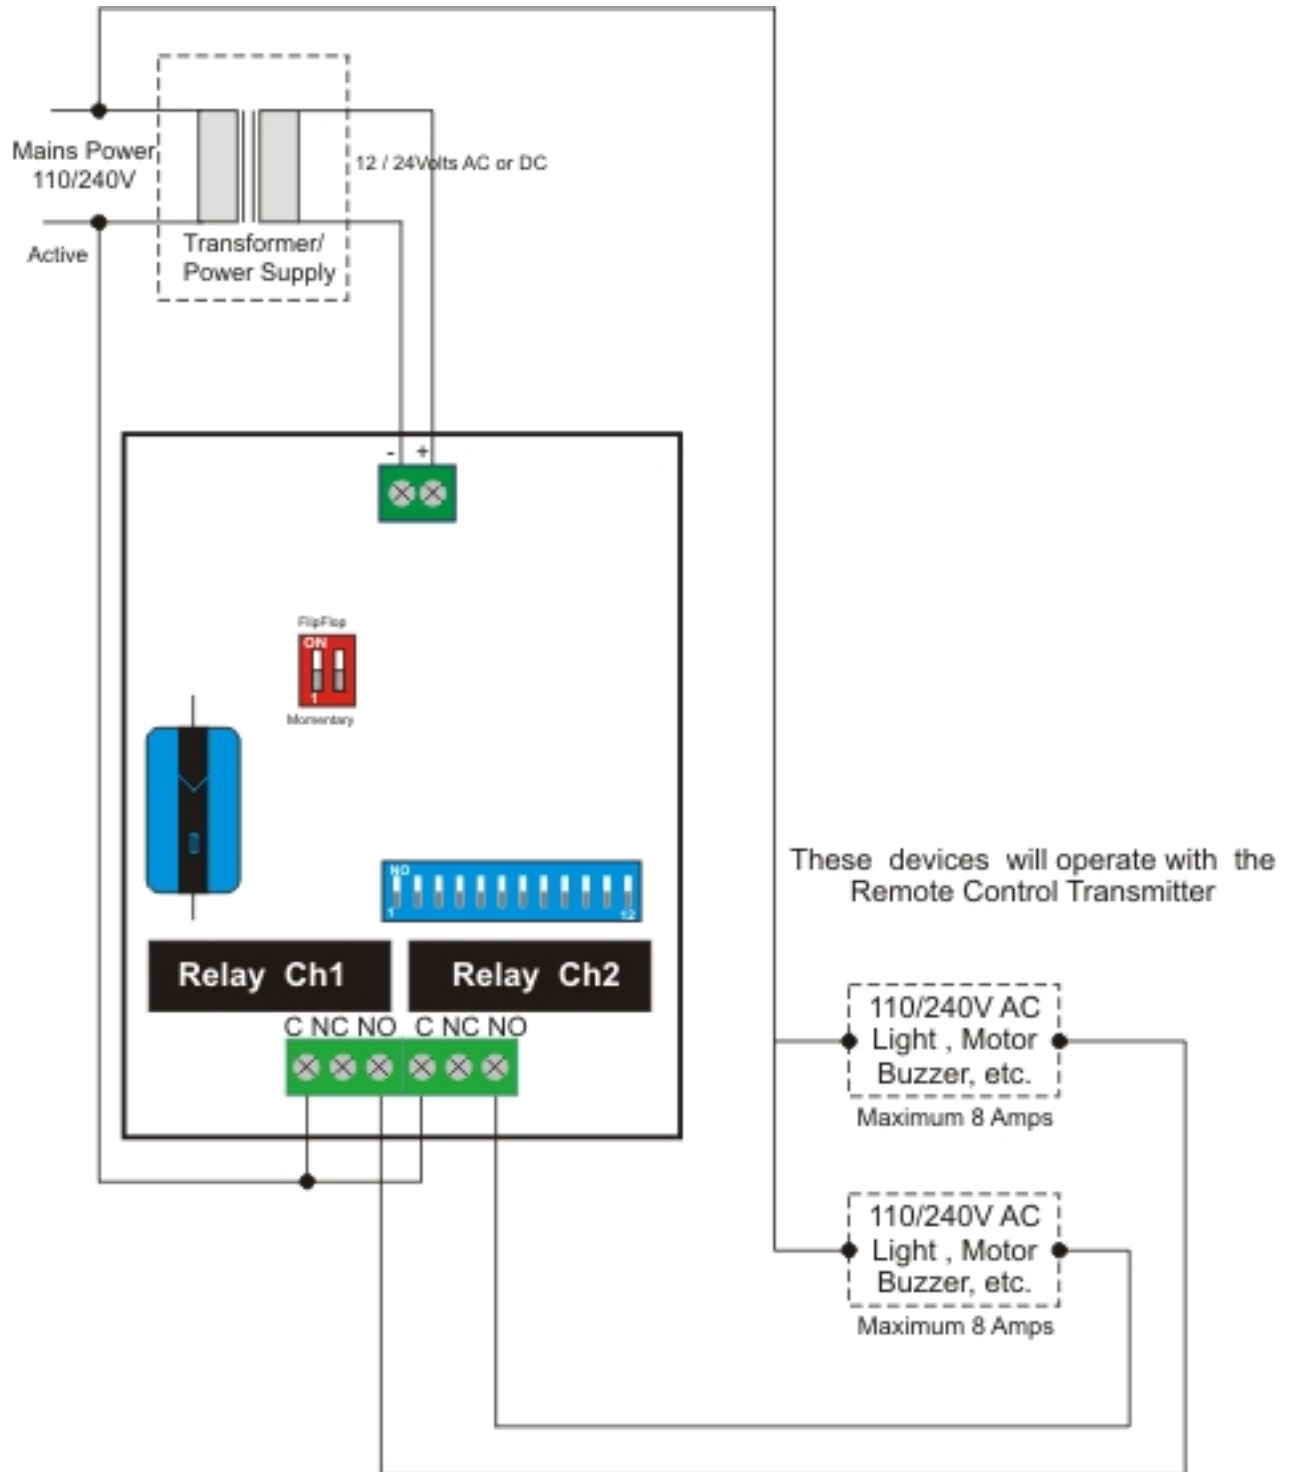 Mains Power
110/240V
12 / 24Volts AC or DC
Active
Transformer/
Power Supply
- +
FlipFlop
ON
1
Momentary
NO
1 12
These devices will operate with the
Remote Control Transmitter
Relay Ch1 Relay Ch2
C NC NO C NC NO
110/240V AC
Light , Motor
Buzzer, etc.
Maximum 8 Amps
110/240V AC
Light , Motor
Buzzer, etc.
Maximum 8 Amps